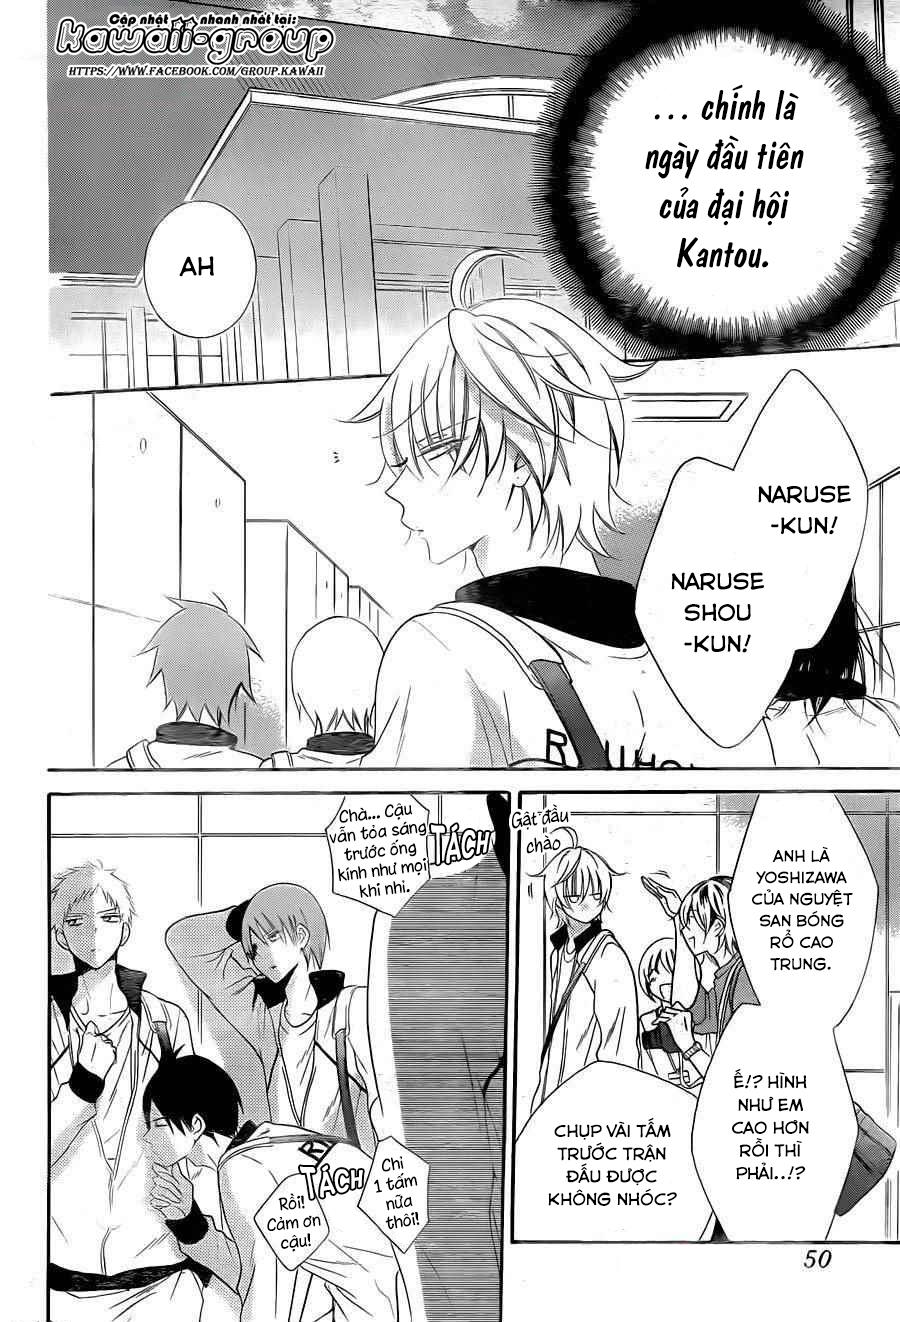 Cập nhật nhanh nhất tại:
kawaii-group
HTTPS://WWW.FACEBOOK.COM/GROUP.KAWAII
... chính là
ngày đầu tiên
của đại hội
Kantou.
AH
NARUSE
-KUN!
NARUSE
SHOU
-KUN!
Gật đầu
chào
ANH LÀ
YOSHIZAWA
CỦA NGUYỆT
SAN BÓNG
RỔ CAO
TRUNG.
Ế!? HÌNH
NHƯ EM
CAO HƠN
RỒI THÌ
PHẢI..!?
CHỤP VÀI TẤM
TRƯỚC TRẬN
ĐẤU ĐƯỢC
KHÔNG NHÓC?
Chà... Cậu
vẫn tỏa sáng
trước ống
kính như mọi
khi nhỉ.
TÁCH
Chỉ
1 tấm
nữa
thôi!
TÁCH
Rồi!
Cảm ơn
cậu!
50